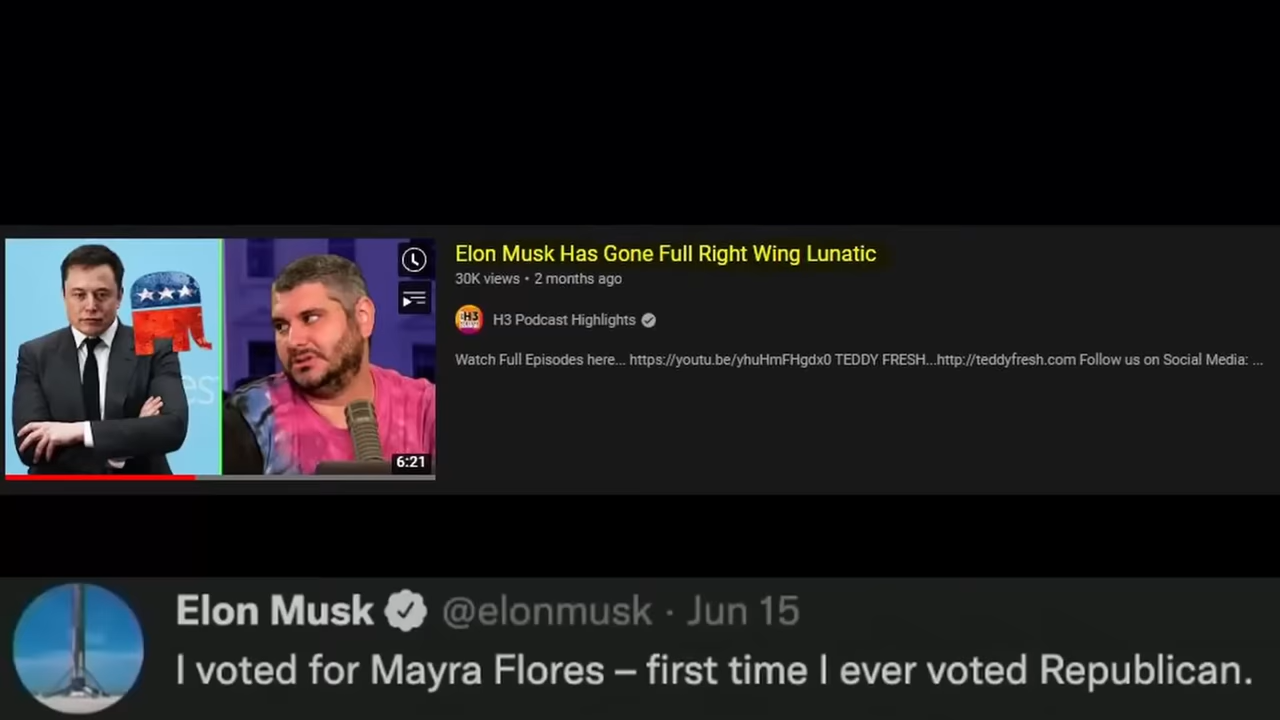 Elon Musk Has Gone Full Right Wing Lunatic
30K views • 2 months ago
H3 Podcast Highlights
Watch Full Episodes here... https://youtu.be/yhuHmFHgdx0 TEDDY FRESH...http://teddyfresh.com Follow us on Social Media: ...
6:21
Elon Musk @elonmusk · Jun 15
I voted for Mayra Flores – first time I ever voted Republican.